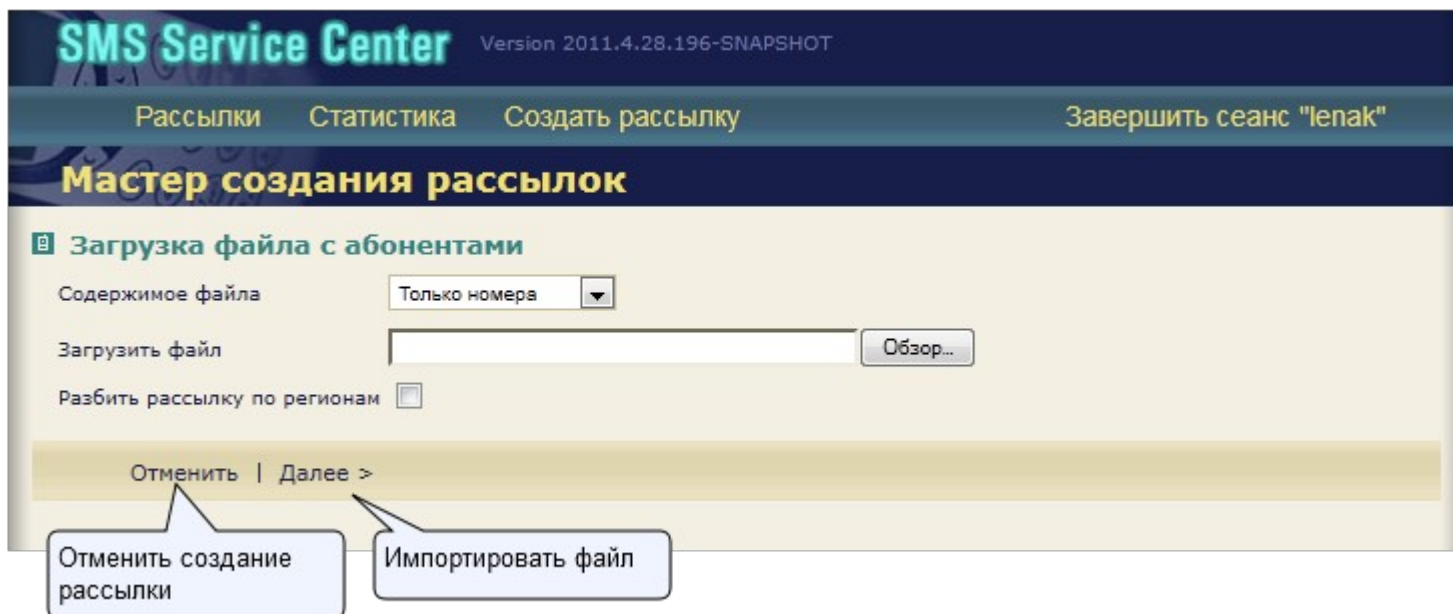 SMS Service Center Version 2011.4.28.196-SNAPSHOT
Рассылки Статистика Создать рассылку Завершить сеанс "lenak"
Мастер создания рассылок
Загрузка файла с абонентами
Содержимое файла Только номера
Загрузить файл Обзор...
Разбить рассылку по регионам
Отменить | Далее >
Отменить создание
рассылки
Импортировать файл